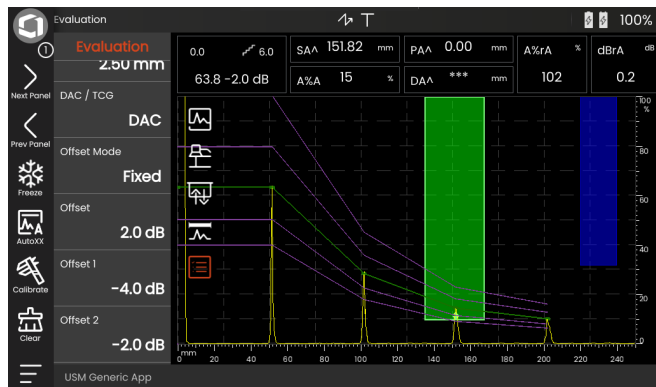 Evaluation
T
100%
1
Evaluation
2.50 mm
0.0
6.0
63.8 -2.0 dB
SA^ 151.82 mm
PA^ 0.00 mm
A%rA %
dBrA dB
A%A 15 %
DA^ *** mm
102
0.2
Next Panel
DAC / TCG
DAC
Prev Panel
Offset Mode
Fixed
Freeze
Offset
2.0 dB
AutoXX
Offset 1
-4.0 dB
Calibrate
Offset 2
-2.0 dB
Clear
100
%
80
60
40
20
0
mm
0 20 40 60 80 100 120 140 160 180 200 220 240
USM Generic App